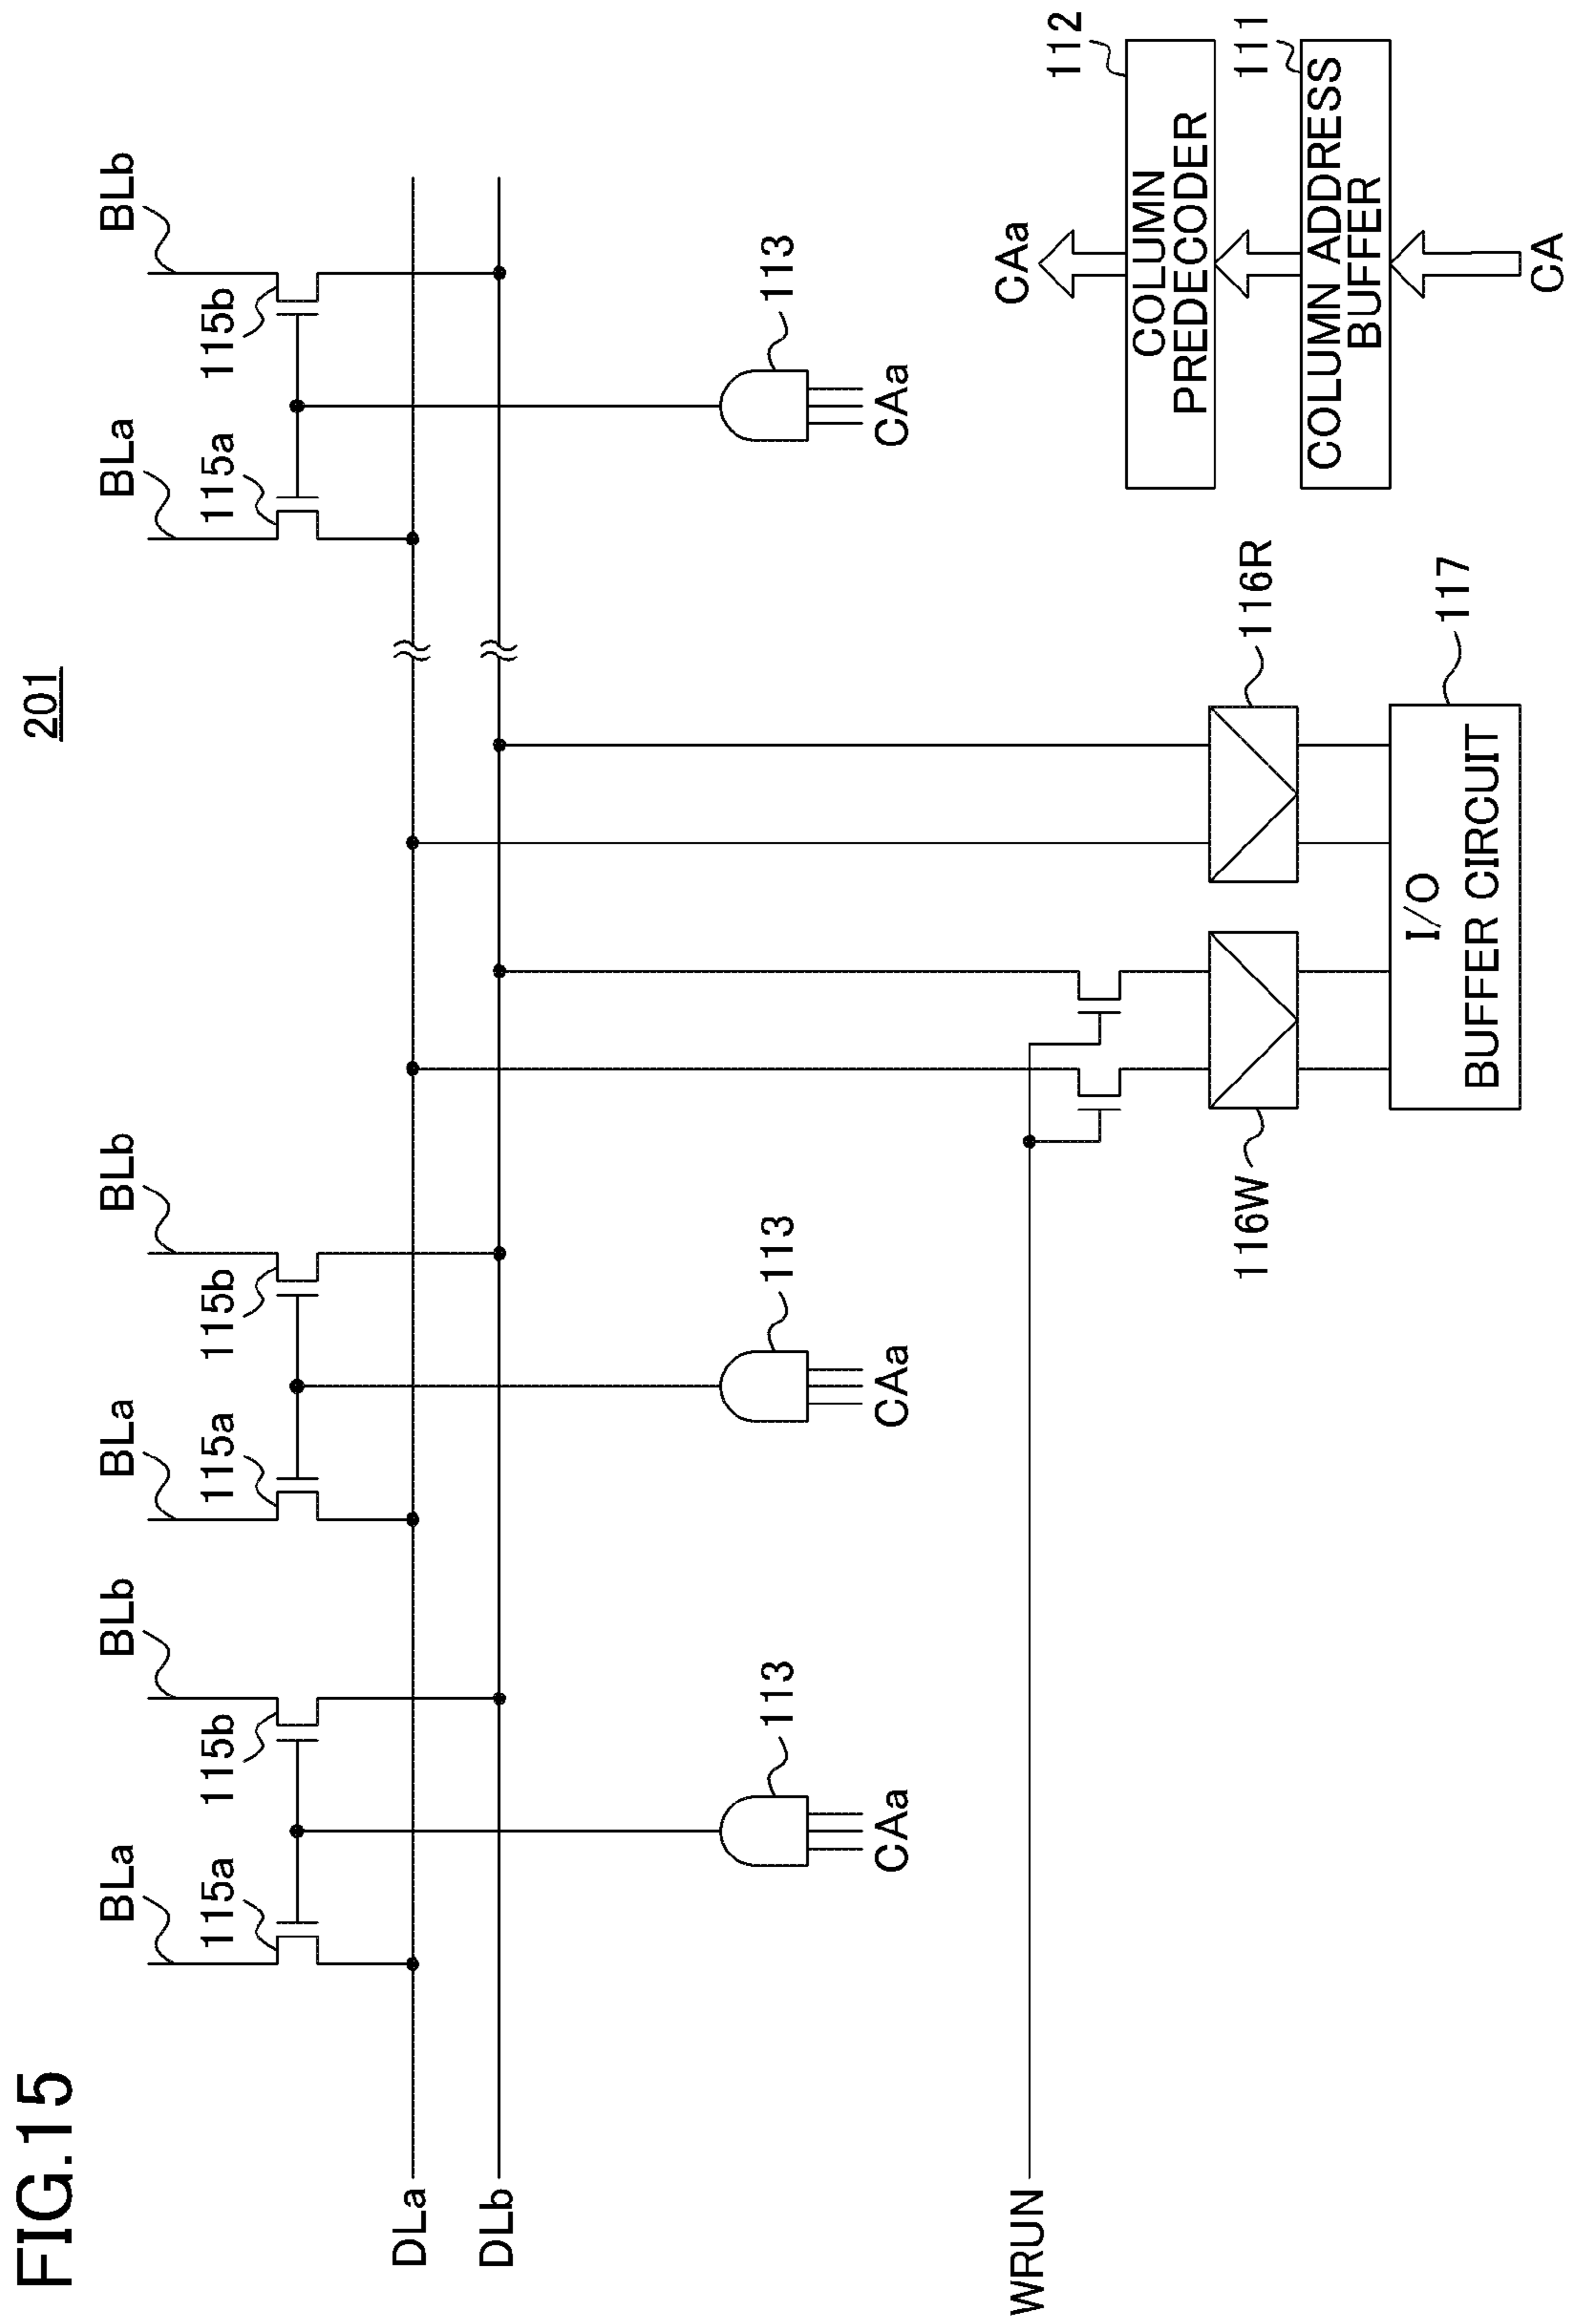 FIG.15
201
BLa
BLb
BLa
BLb
BLa
BLb
115a
115b
115a
115b
115a
115b
DLa
DLb
113
113
113
CAa
CAa
CAa
WRUN
116W
116R
I/O
BUFFER CIRCUIT
117
CAa
112
COLUMN
PREDECODER
111
COLUMN ADDRESS
BUFFER
CA